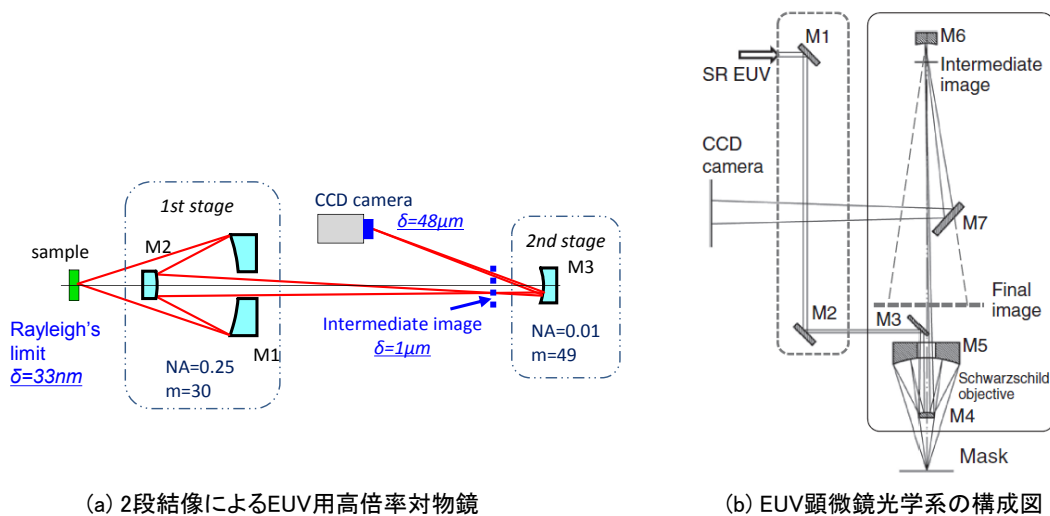 1st stage
M2
sample
M1
Rayleigh's
limit
δ=33nm
NA=0.25
m=30
CCD camera
δ=48μm
2nd stage
M3
Intermediate image
δ=1μm
NA=0.01
m=49
(a) 2段結像によるEUV用高倍率対物鏡
M1
SR EUV
M6
Intermediate
image
CCD
camera
M7
Final
image
M2
M3
M5
Schwarzschild
objective
M4
Mask
(b) EUV顕微鏡光学系の構成図